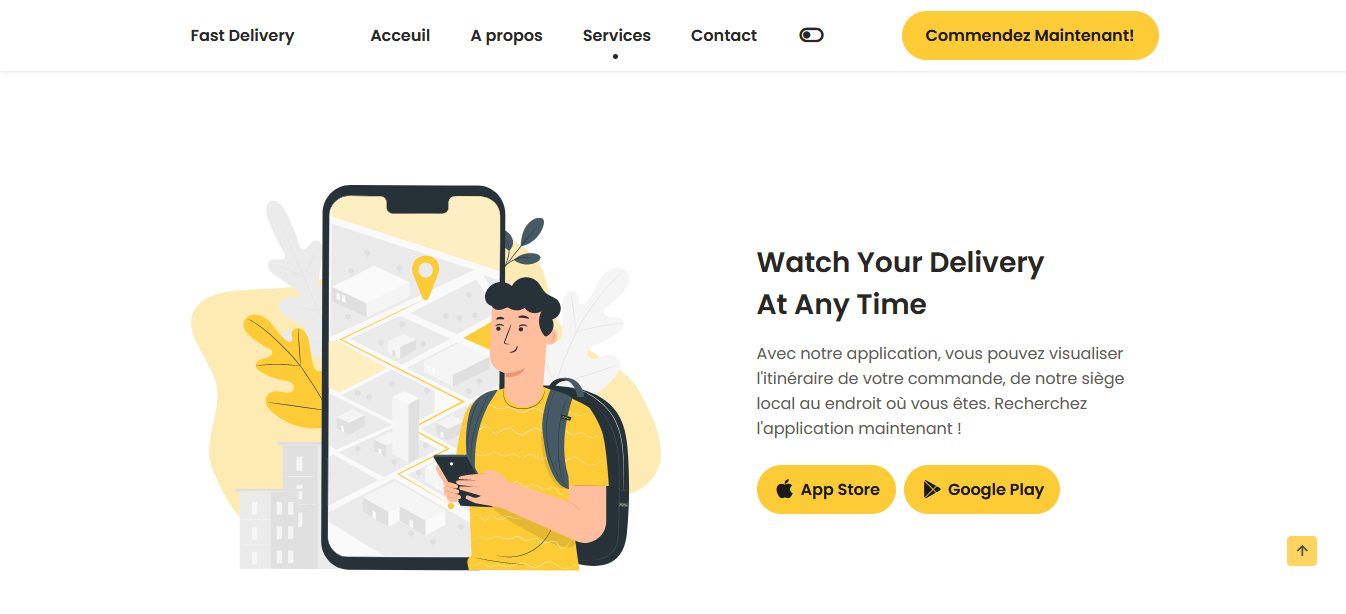 Fast Delivery
Acceuil
A propos
Services
Contact
Commendez Maintenant!
Watch Your Delivery
At Any Time
Avec notre application, vous pouvez visualiser
l'itinéraire de votre commande, de notre siège
local au endroit où vous êtes. Recherchez
l'application maintenant !
App Store
Google Play